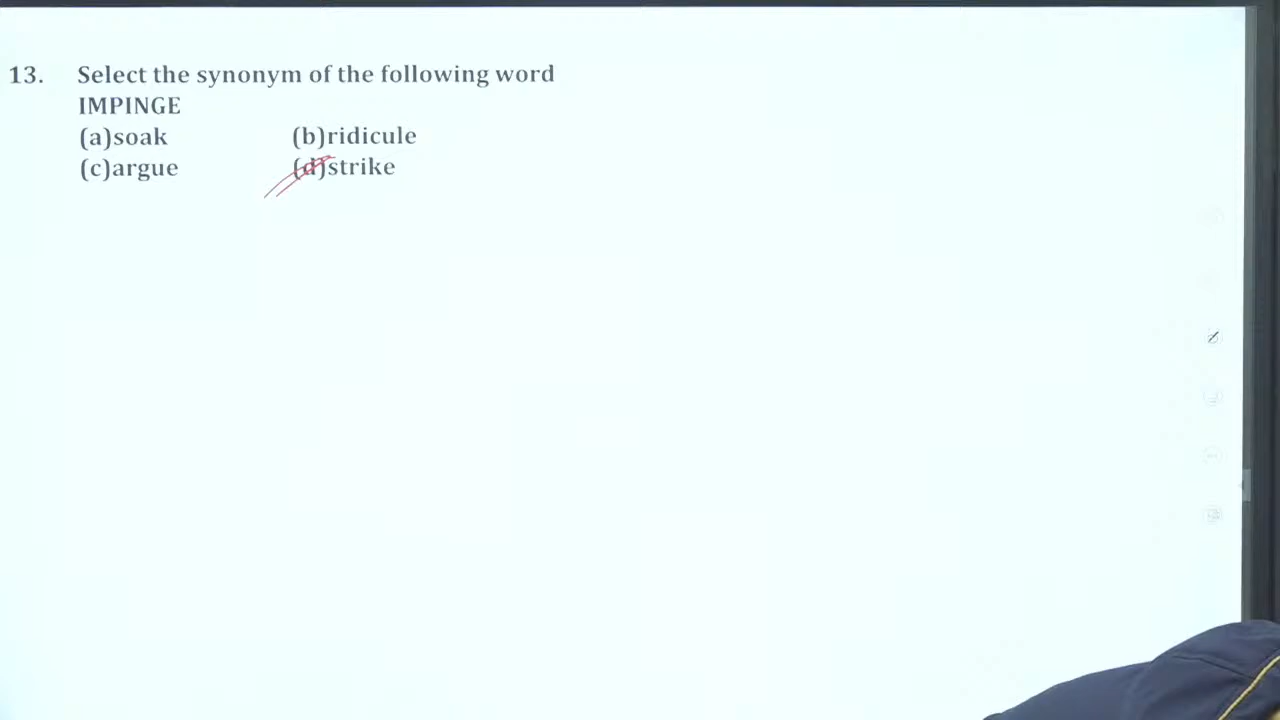 13. Select the synonym of the following word
IMPINGE
(a)soak (b)ridicule
(c)argue (d)strike